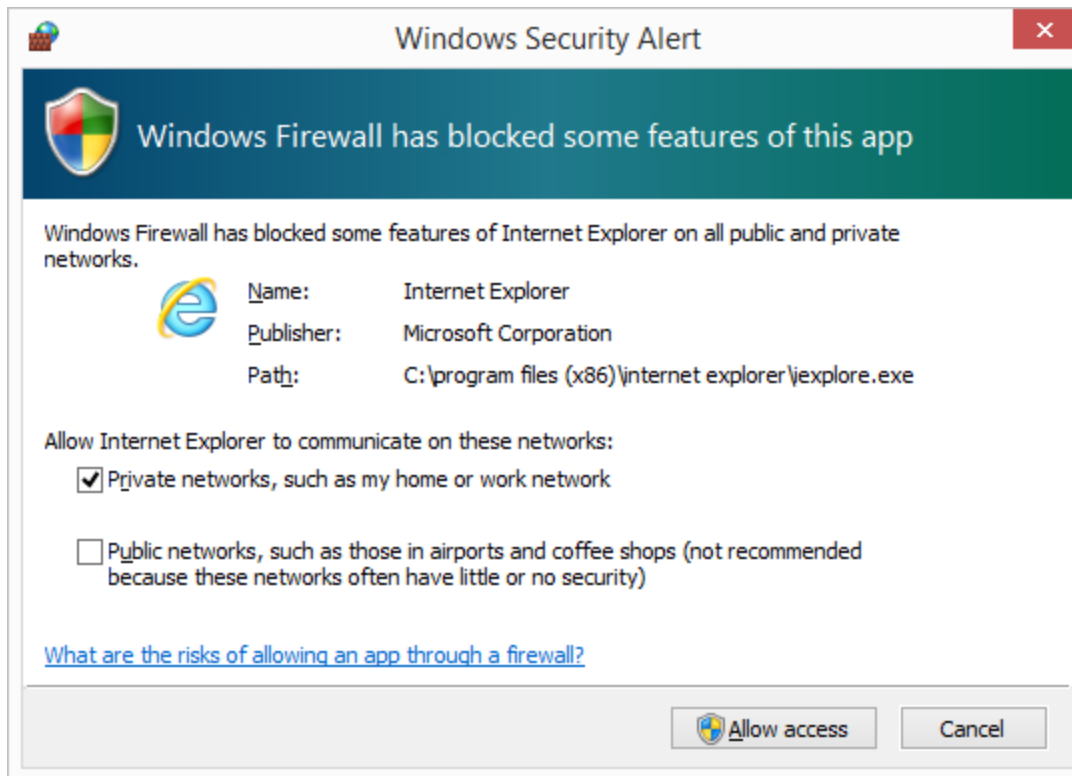 Windows Security Alert
Windows Firewall has blocked some features of this app
Windows Firewall has blocked some features of Internet Explorer on all public and private
networks.
Name: Internet Explorer
Publisher: Microsoft Corporation
Path: C:\program files (x86)\internet explorer\iexplore.exe
Allow Internet Explorer to communicate on these networks:
Private networks, such as my home or work network
Public networks, such as those in airports and coffee shops (not recommended
because these networks often have little or no security)
What are the risks of allowing an app through a firewall?
Allow access Cancel